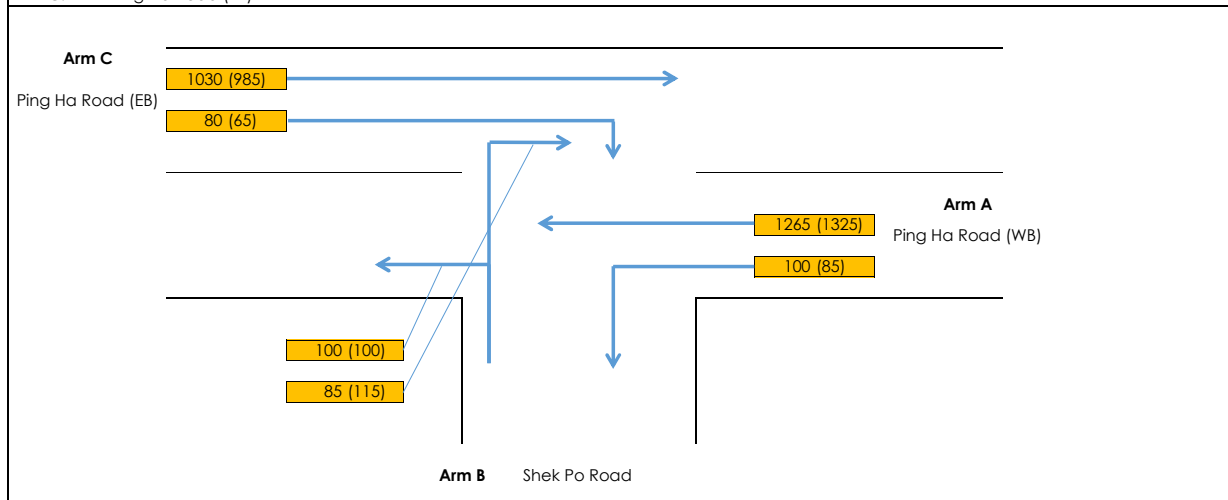 Arm C
1030 (985)
Ping Ha Road (EB)
80 (65)
Arm A
1265 (1325)
Ping Ha Road (WB)
100 (85)
100 (100)
85 (115)
Arm B Shek Po Road